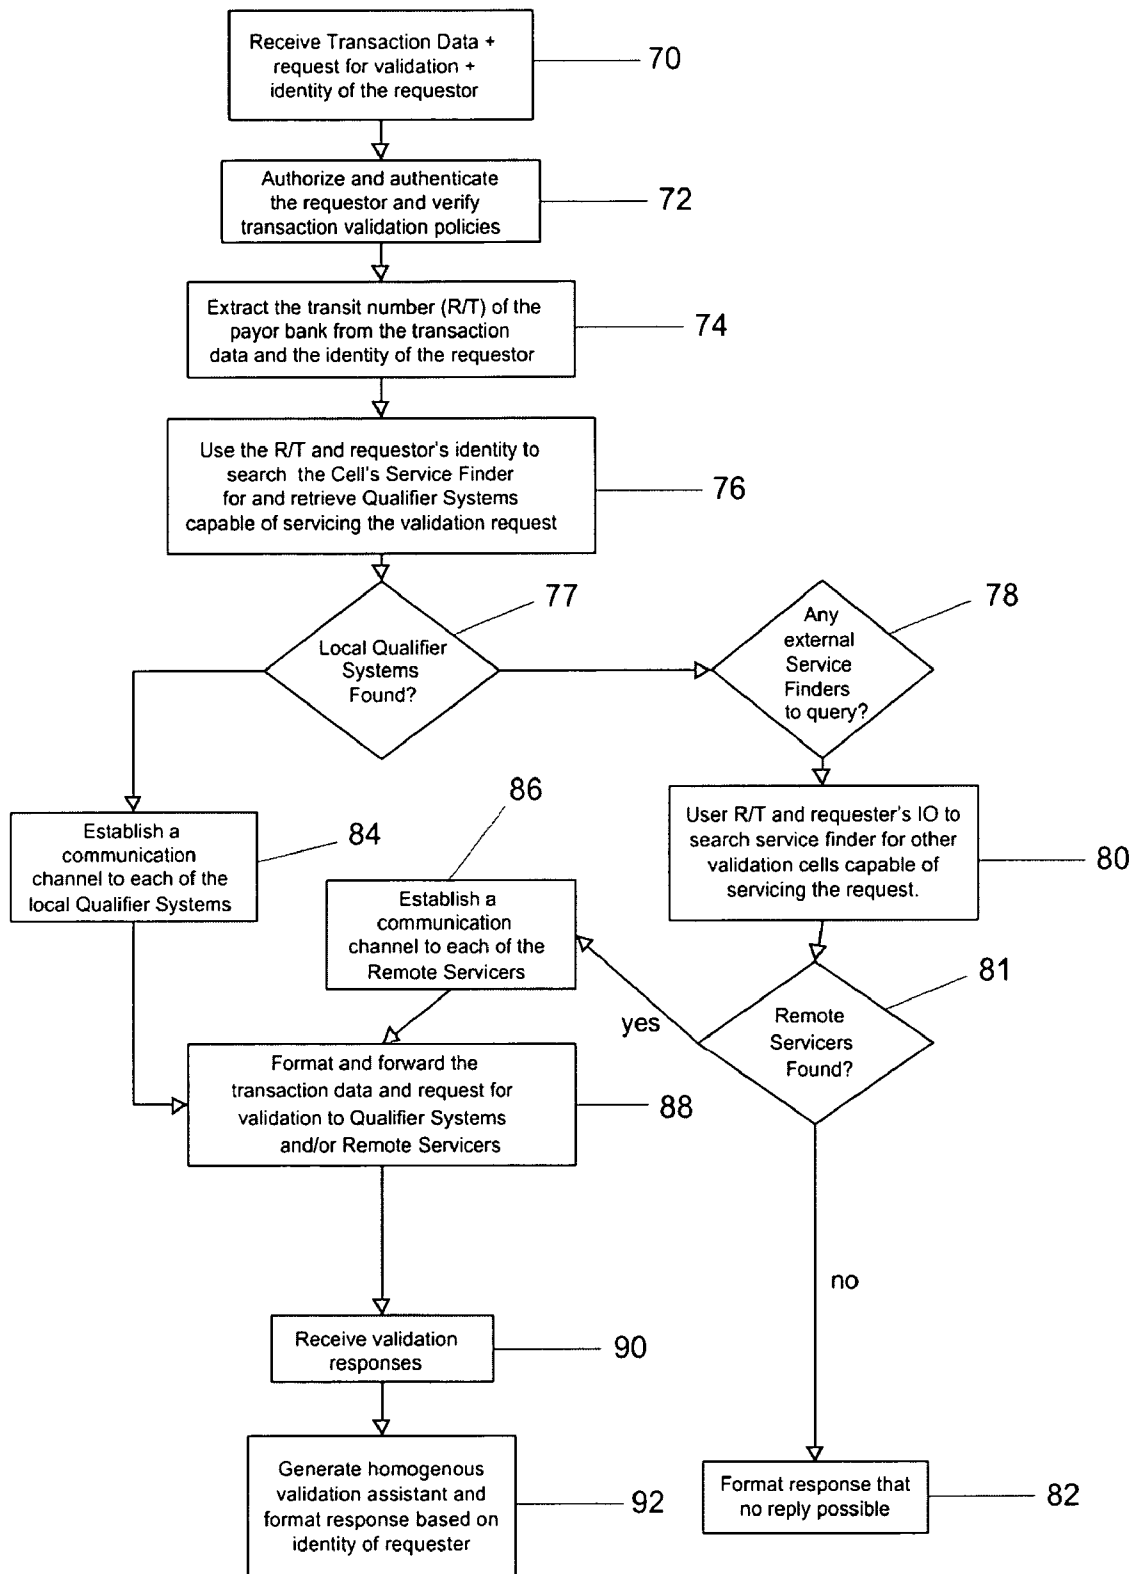 Receive Transaction Data +
request for validation +
identity of the requestor
70
Authorize and authenticate
the requestor and verify
transaction validation policies
72
Extract the transit number (R/T) of the
payor bank from the transaction
data and the identity of the requestor
74
Use the R/T and requestor's identity to
search the Cell's Service Finder
for and retrieve Qualifier Systems
capable of servicing the validation request
76
77
Local Qualifier
Systems
Found?
78
Any
external
Service
Finders
to query?
Establish a
communication
channel to each of the
local Qualifier Systems
84
86
Establish a
communication
channel to each of the
Remote Servicers
User R/T and requester's IO to
search service finder for other
validation cells capable of
servicing the request.
80
81
Remote
Servicers
Found?
yes
Format and forward the
transaction data and request for
validation to Qualifier Systems
and/or Remote Servicers
88
no
Receive validation
responses
90
Generate homogenous
validation assistant and
format response based on
identity of requester
92
Format response that
no reply possible
82